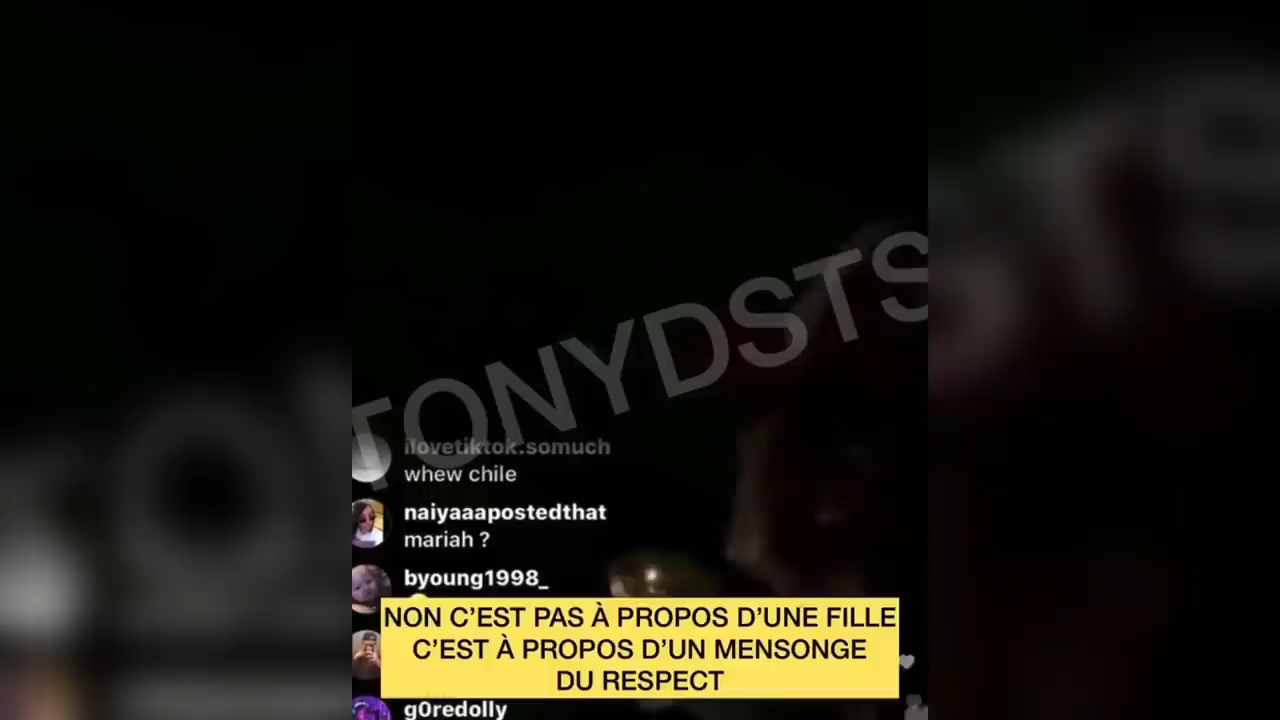 TONYDSTS
ilovetiktok.somuch
whew chile
naiyaaapostedthat
mariah ?
byoung1998_
NON C’EST PAS À PROPOS D’UNE FILLE
C’EST À PROPOS D’UN MENSONGE
DU RESPECT
g0redolly